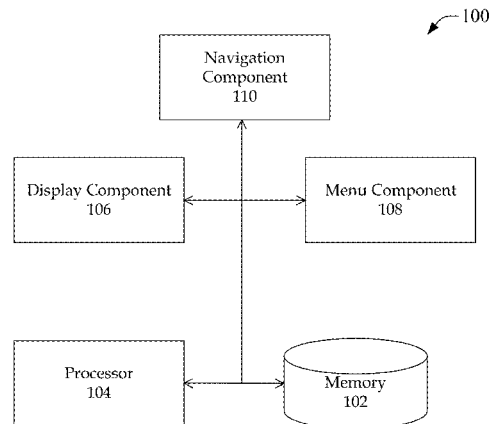 100
Navigation
Component
110
Display Component
106
Menu Component
108
Processor
104
Memory
102